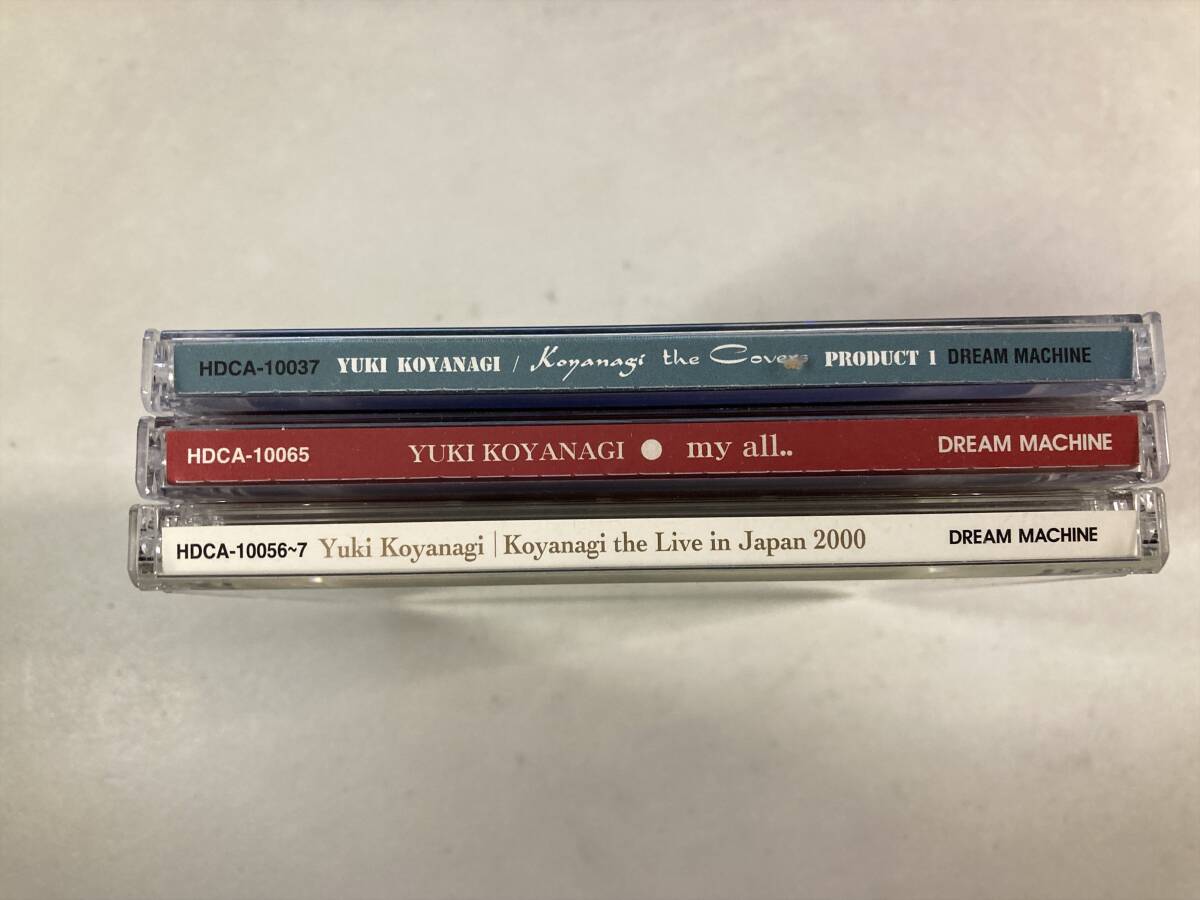 HDCA-10037 YUKI KOYANAGI / Koyanagi the Covers PRODUCT 1 DREAM MACHINE
HDCA-10065 YUKI KOYANAGI ● my all.. DREAM MACHINE
HDCA-10056~7 Yuki Koyanagi | Koyanagi the Live in Japan 2000 DREAM MACHINE